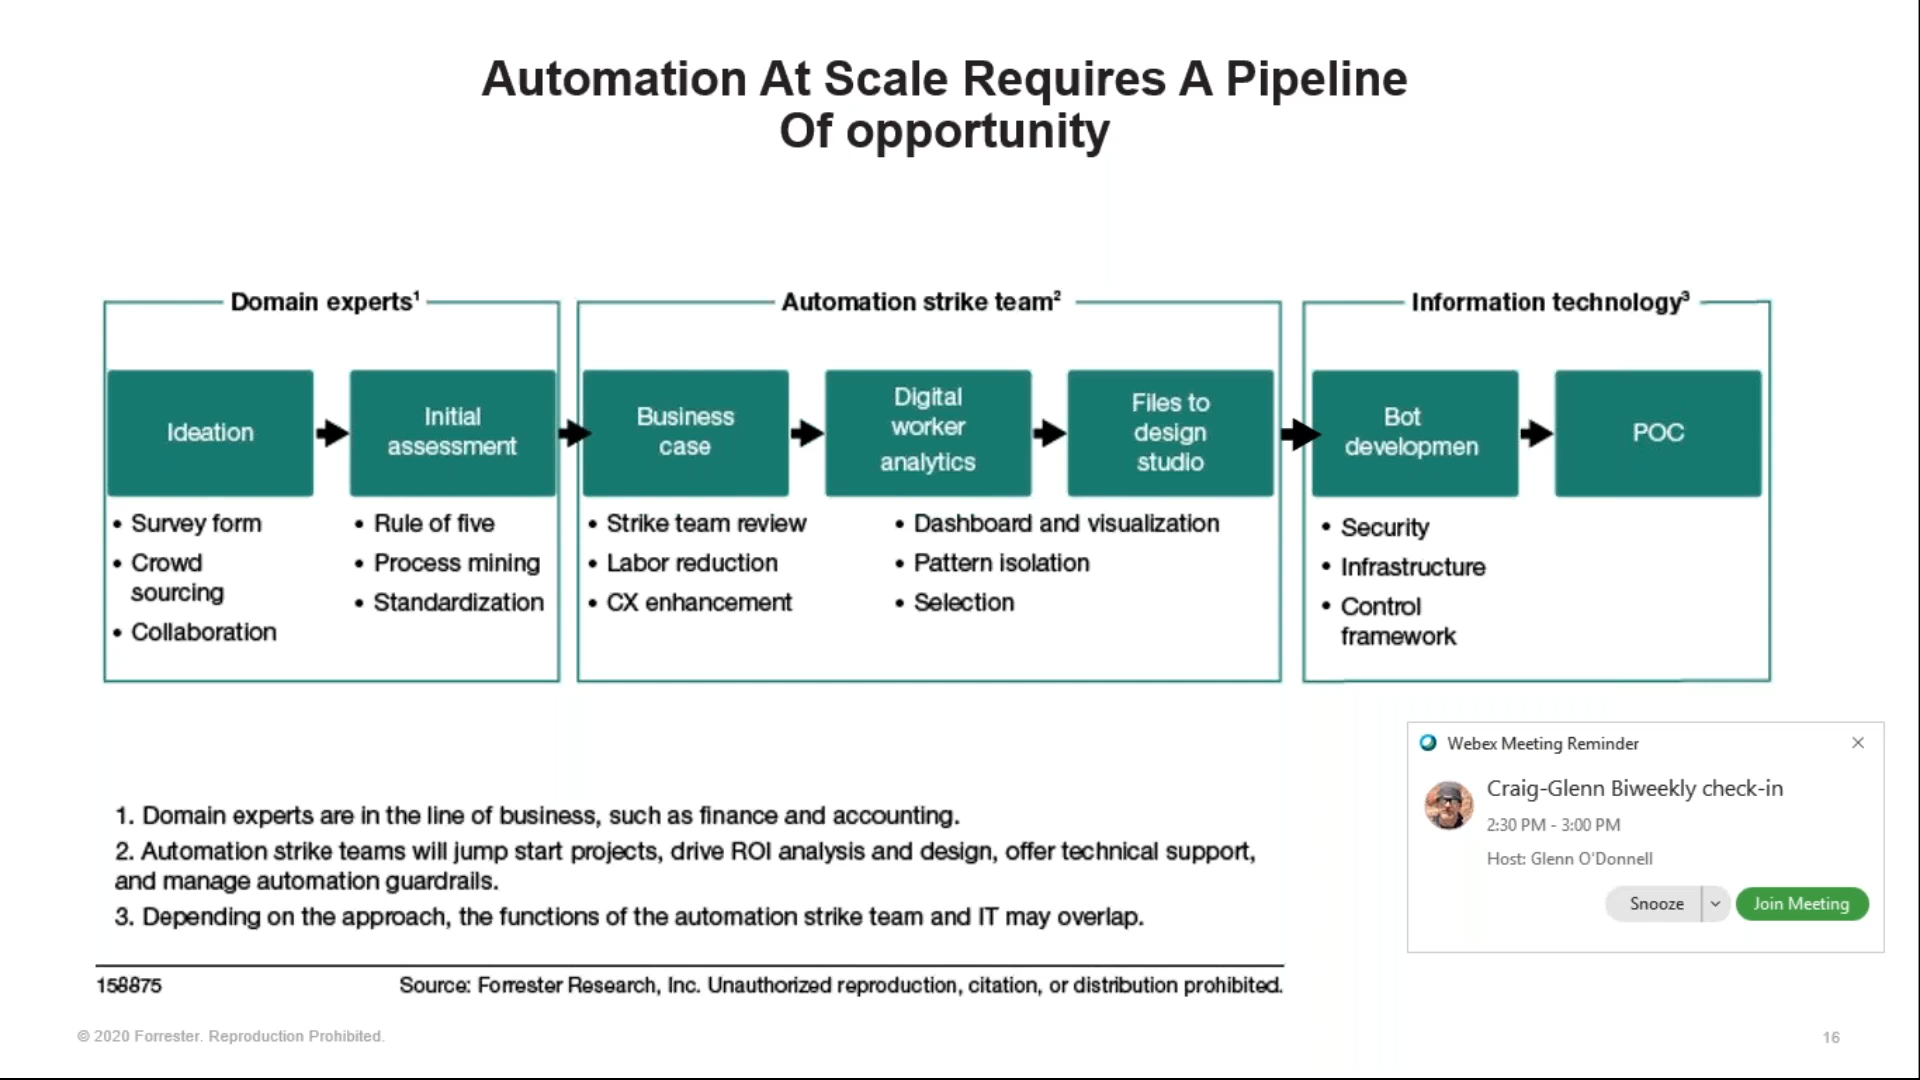 Automation At Scale Requires A Pipeline
Of opportunity
Domain experts¹
Automation strike team²
Information technology³
Ideation
Initial
assessment
Business
case
Digital
worker
analytics
Files to
design
studio
Bot
developmen
POC
• Survey form
• Crowd
sourcing
• Collaboration
• Rule of five
• Process mining
• Standardization
• Strike team review
• Labor reduction
• CX enhancement
• Dashboard and visualization
• Pattern isolation
• Selection
• Security
• Infrastructure
• Control
framework
Webex Meeting Reminder
Craig-Glenn Biweekly check-in
2:30 PM - 3:00 PM
Host: Glenn O'Donnell
Snooze
Join Meeting
1. Domain experts are in the line of business, such as finance and accounting.
2. Automation strike teams will jump start projects, drive ROI analysis and design, offer technical support,
and manage automation guardrails.
3. Depending on the approach, the functions of the automation strike team and IT may overlap.
158875
Source: Forrester Research, Inc. Unauthorized reproduction, citation, or distribution prohibited.
© 2020 Forrester. Reproduction Prohibited.
16